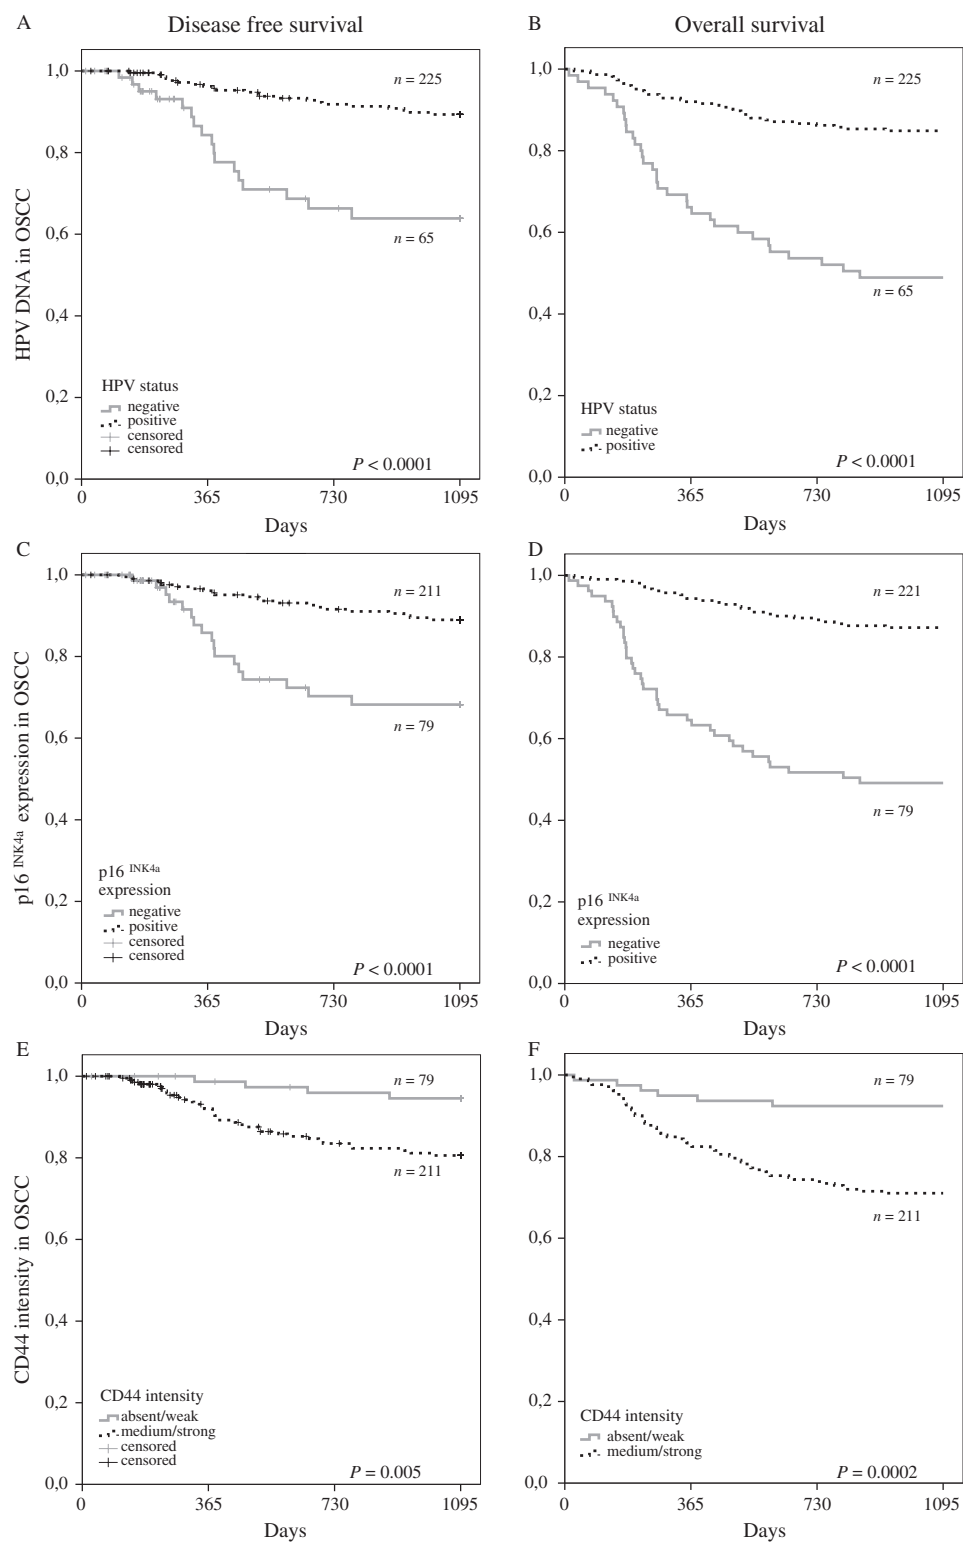 A
Disease free survival
HPV DNA in OSCC
1,0
0,8
0,6
0,4
0,2
0,0
n = 225
n = 65
HPV status
negative
positive
censored
censored
P < 0.0001
0 365 730 1095
Days
B
Overall survival
1,0
0,8
0,6
0,4
0,2
0,0
n = 225
n = 65
HPV status
negative
positive
P < 0.0001
0 365 730 1095
Days
C
p16 INK4a expression in OSCC
1,0
0,8
0,6
0,4
0,2
0,0
n = 211
n = 79
p16 INK4a
expression
negative
positive
censored
censored
P < 0.0001
0 365 730 1095
Days
D
1,0
0,8
0,6
0,4
0,2
0,0
n = 221
n = 79
p16 INK4a
expression
negative
positive
P < 0.0001
0 365 730 1095
Days
E
CD44 intensity in OSCC
1,0
0,8
0,6
0,4
0,2
0,0
n = 79
n = 211
CD44 intensity
absent/weak
medium/strong
censored
censored
P = 0.005
0 365 730 1095
Days
F
1,0
0,8
0,6
0,4
0,2
0,0
n = 79
n = 211
CD44 intensity
absent/weak
medium/strong
P = 0.0002
0 365 730 1095
Days